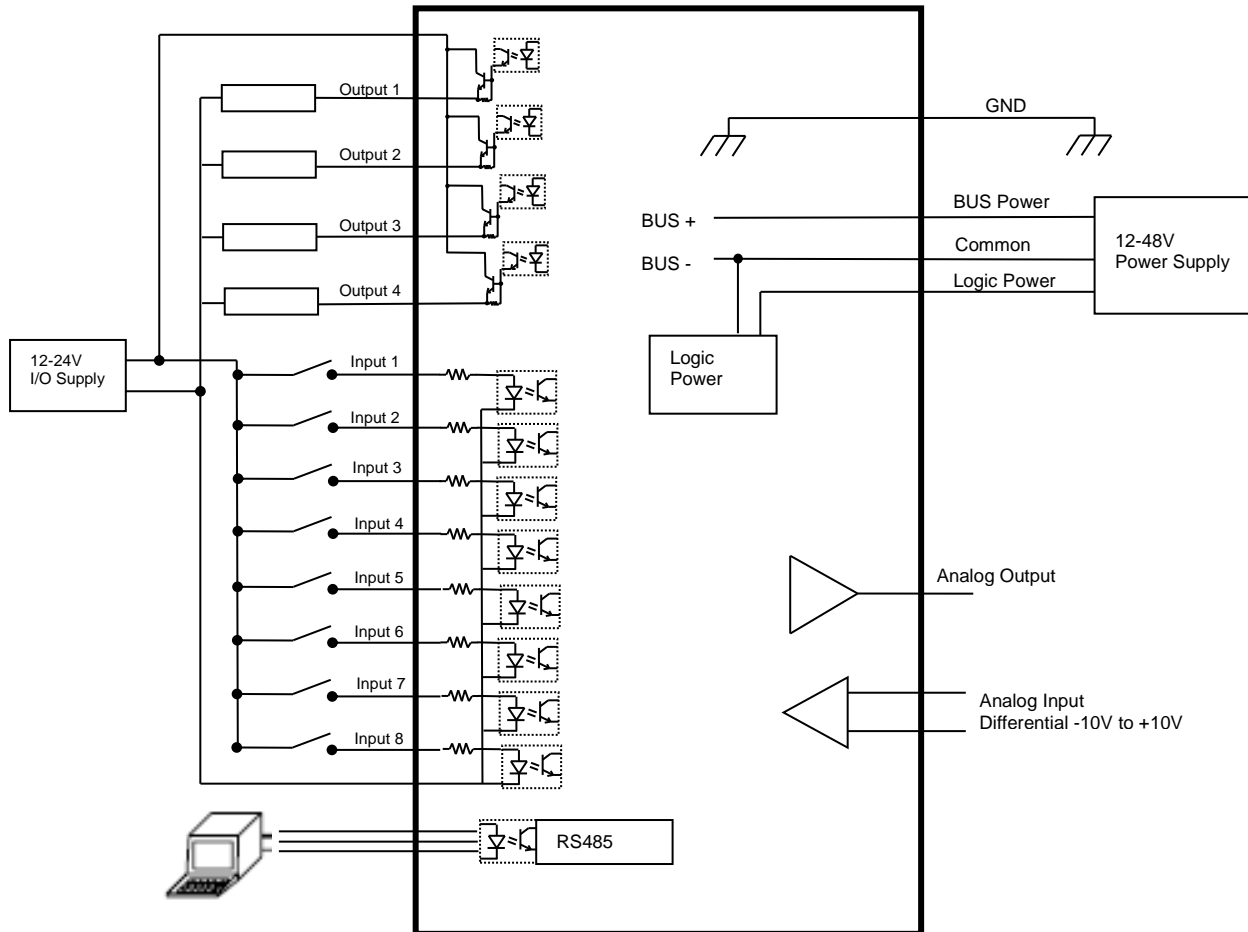 Output 1
Output 2
Output 3
Output 4
12-24V
I/O Supply
Input 1
Input 2
Input 3
Input 4
Input 5
Input 6
Input 7
Input 8
RS485
GND
BUS +
BUS -
BUS Power
Common
Logic Power
12-48V
Power Supply
Logic
Power
Analog Output
Analog Input
Differential -10V to +10V